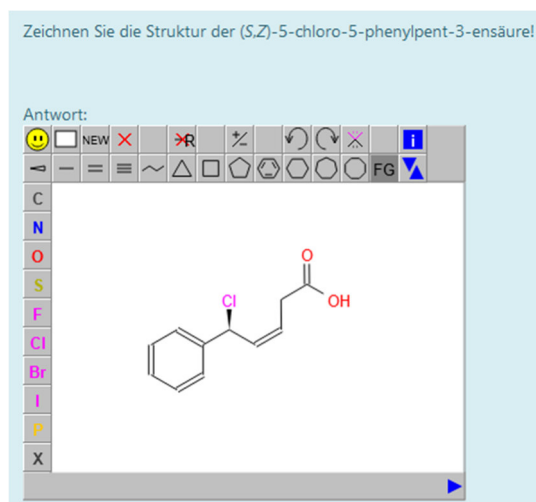 Zeichnen Sie die Struktur der (S,Z)-5-chloro-5-phenylpent-3-ensäure!
Antwort:
NEW R +/- i
FG
C
N
O
S
F
Cl
Br
I
P
X
O
Cl
OH